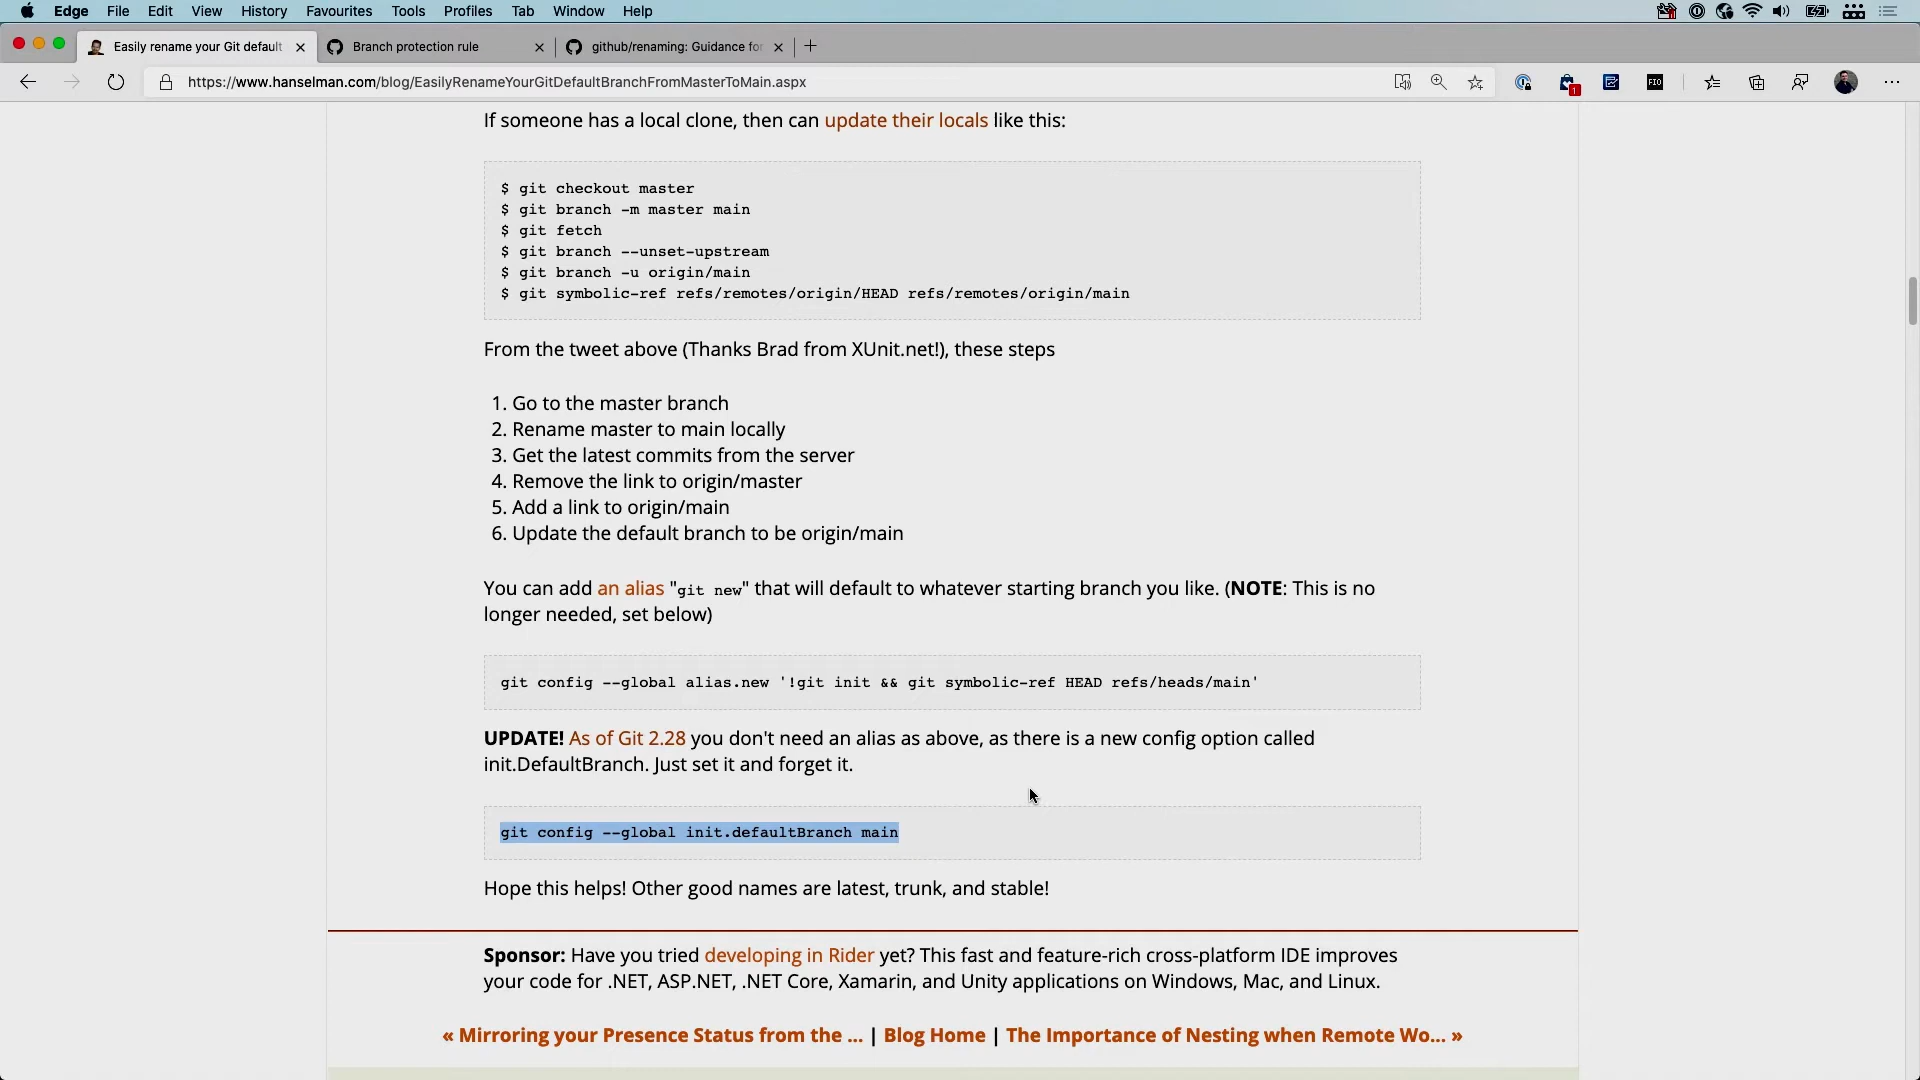 Edge File Edit View History Favourites Tools Profiles Tab Window Help
Easily rename your Git default
Branch protection rule
github/renaming: Guidance for
https://www.hanselman.com/blog/EasilyRenameYourGitDefaultBranchFromMasterToMain.aspx
1
FIO
If someone has a local clone, then can update their locals like this:
$ git checkout master
$ git branch -m master main
$ git fetch
$ git branch --unset-upstream
$ git branch -u origin/main
$ git symbolic-ref refs/remotes/origin/HEAD refs/remotes/origin/main
From the tweet above (Thanks Brad from XUnit.net!), these steps
1. Go to the master branch
2. Rename master to main locally
3. Get the latest commits from the server
4. Remove the link to origin/master
5. Add a link to origin/main
6. Update the default branch to be origin/main
You can add an alias "git new" that will default to whatever starting branch you like. (NOTE: This is no
longer needed, set below)
git config --global alias.new '!git init && git symbolic-ref HEAD refs/heads/main'
UPDATE! As of Git 2.28 you don't need an alias as above, as there is a new config option called
init.DefaultBranch. Just set it and forget it.
git config --global init.defaultBranch main
Hope this helps! Other good names are latest, trunk, and stable!
Sponsor: Have you tried developing in Rider yet? This fast and feature-rich cross-platform IDE improves
your code for .NET, ASP.NET, .NET Core, Xamarin, and Unity applications on Windows, Mac, and Linux.
« Mirroring your Presence Status from the ... | Blog Home | The Importance of Nesting when Remote Wo... »